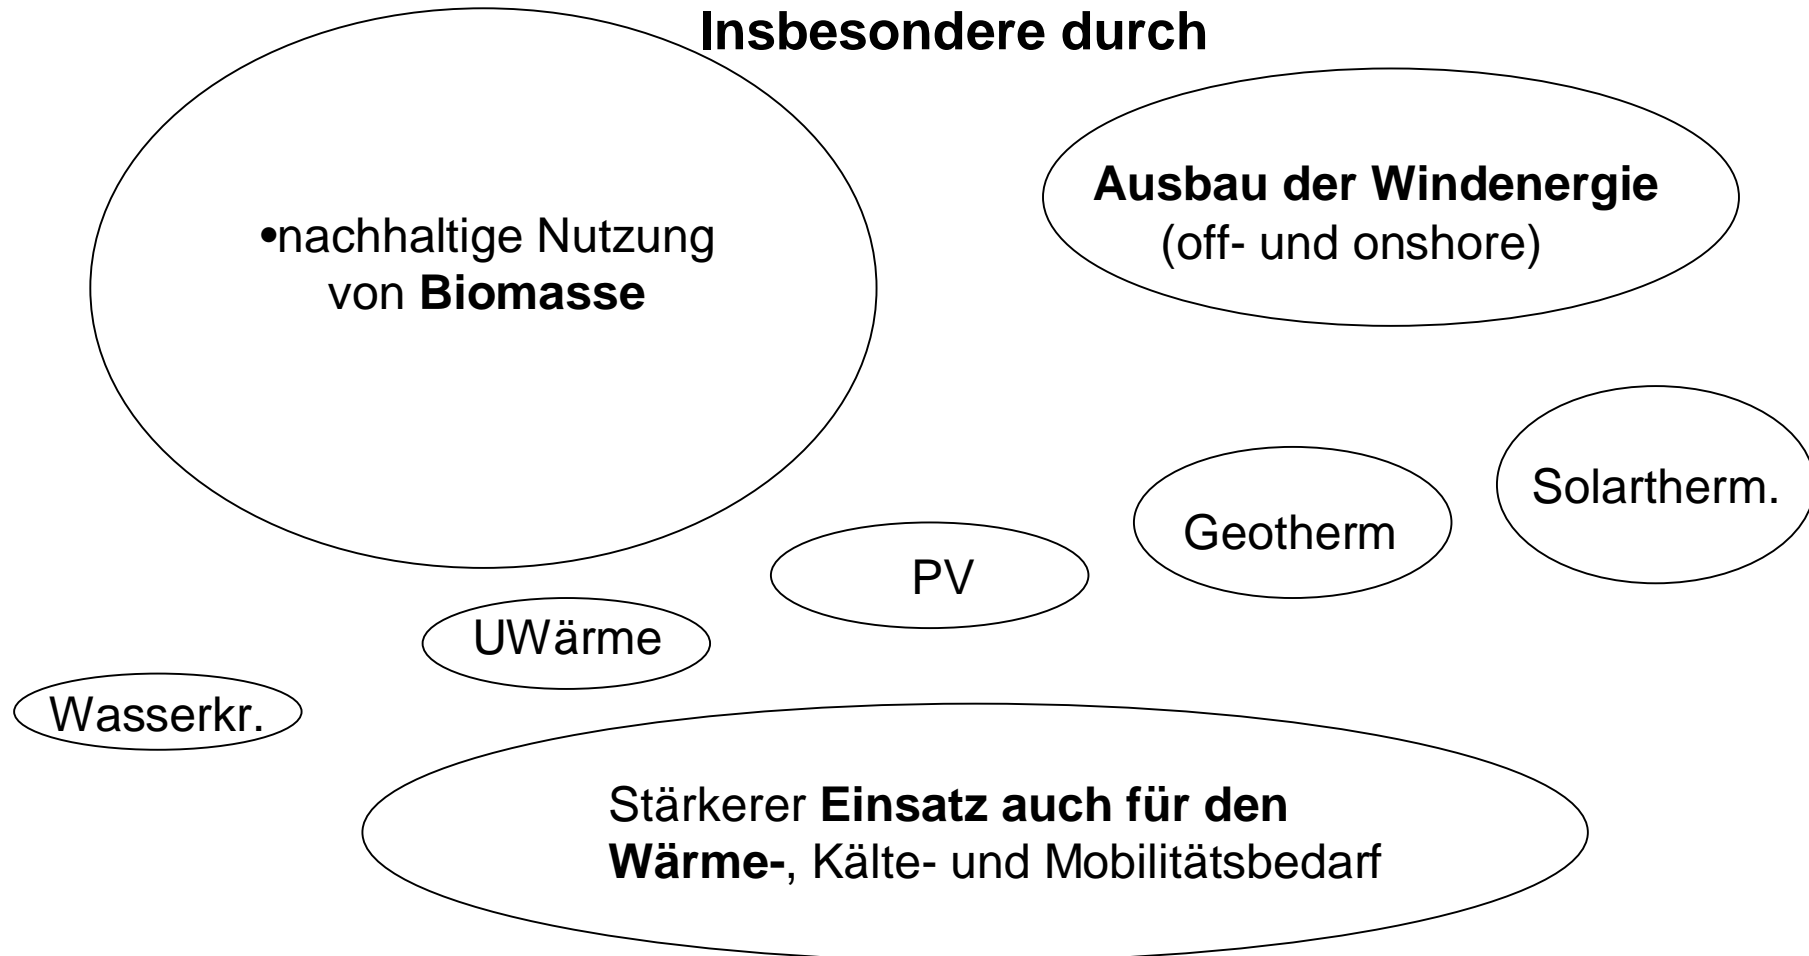 Insbesondere durch
•nachhaltige Nutzung
von Biomasse
Ausbau der Windenergie
(off- und onshore)
Solartherm.
Geotherm
PV
UWärme
Wasserkr.
Stärkerer Einsatz auch für den
Wärme-, Kälte- und Mobilitätsbedarf